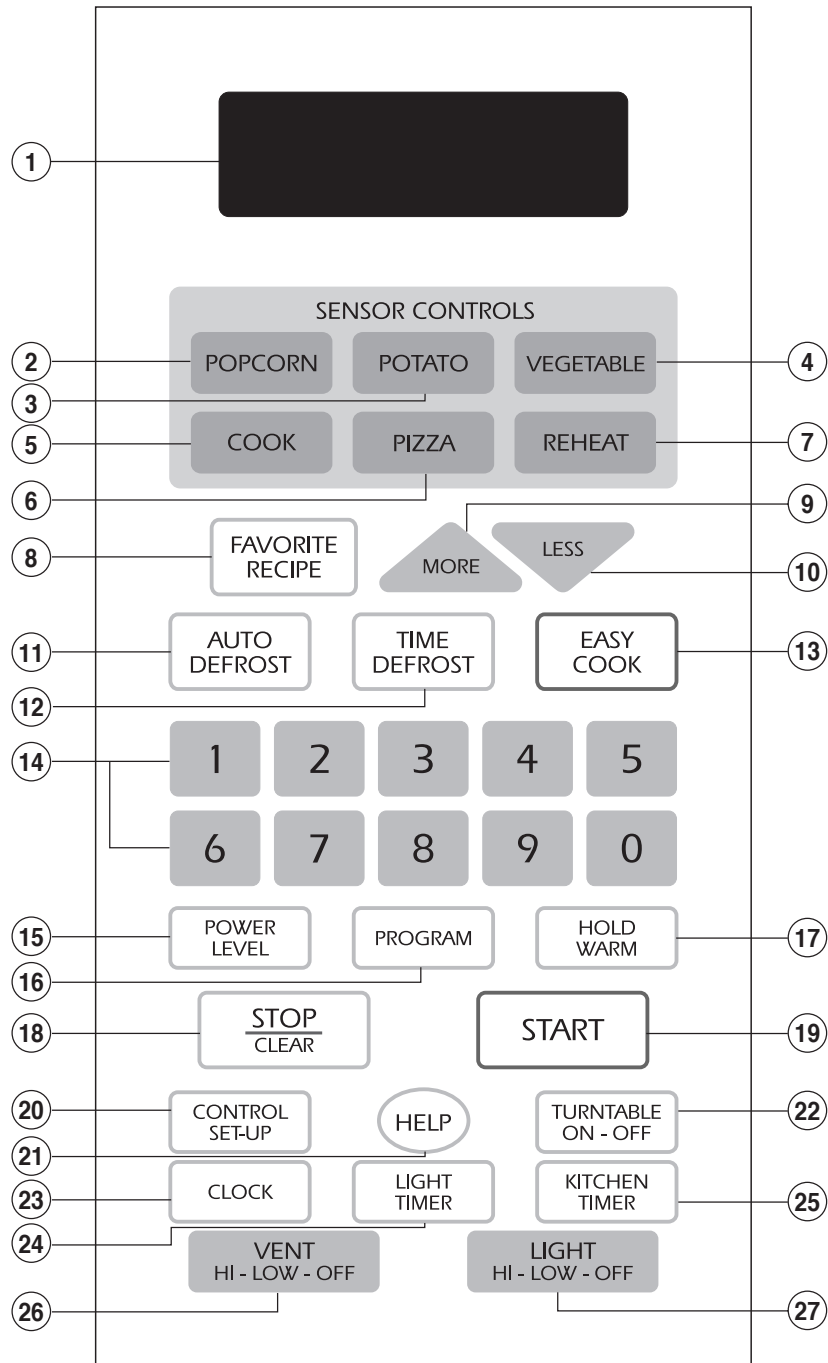 1
SENSOR CONTROLS
2
POPCORN
POTATO
VEGETABLE
4
3
5
COOK
PIZZA
REHEAT
7
6
9
8
FAVORITE
RECIPE
MORE
LESS
10
11
AUTO
DEFROST
TIME
DEFROST
EASY
COOK
13
12
14
1 2 3 4 5
6 7 8 9 0
15
POWER
LEVEL
PROGRAM
HOLD
WARM
17
16
18
STOP
CLEAR
START
19
20
CONTROL
SET-UP
HELP
TURNTABLE
ON - OFF
22
21
23
CLOCK
LIGHT
TIMER
KITCHEN
TIMER
25
24
VENT
HI - LOW - OFF
LIGHT
HI - LOW - OFF
26
27